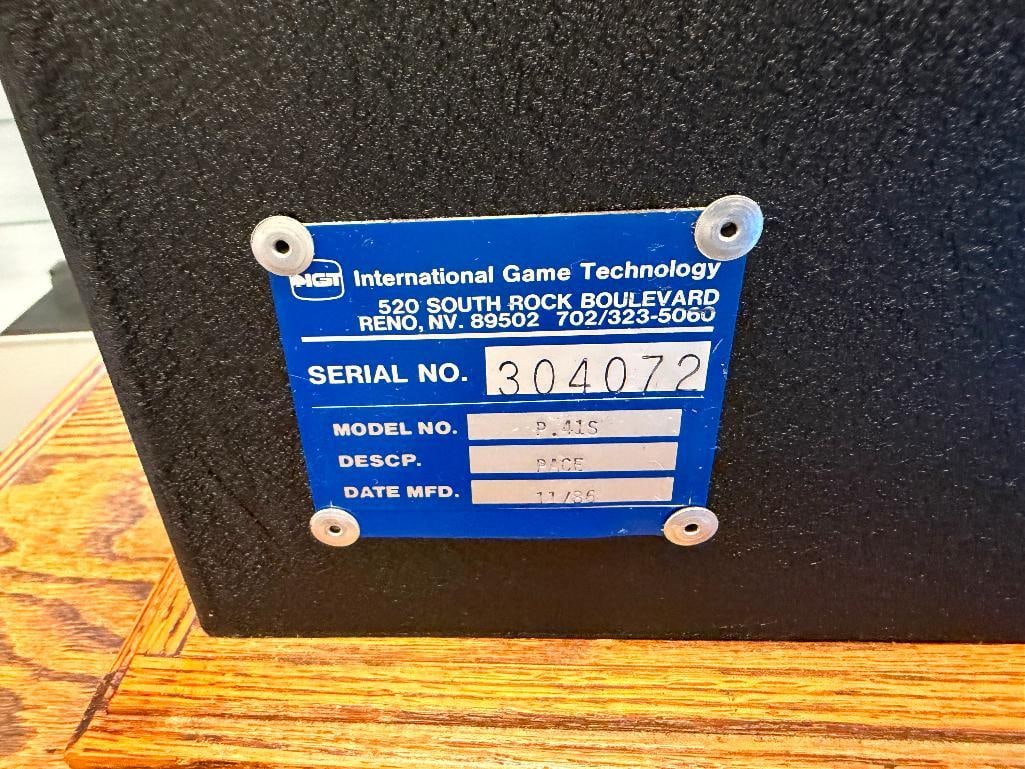 IGT International Game Technology
520 SOUTH ROCK BOULEVARD
RENO, NV. 89502 702/323-5060
SERIAL NO. 304072
MODEL NO. P.41S
DESCP. PACE
DATE MFD. 11/86